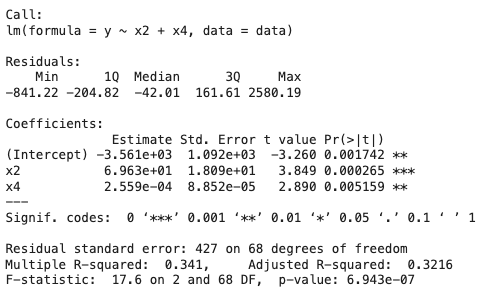 Call:
lm(formula = y ~ x2 + x4, data = data)
Residuals:
    Min      1Q  Median      3Q     Max
-841.22 -204.82  -42.01  161.61 2580.19
Coefficients:
              Estimate Std. Error t value Pr(>|t|)
(Intercept) -3.561e+03  1.092e+03  -3.260 0.001742 **
x2           6.963e+01  1.809e+01   3.849 0.000265 ***
x4           2.559e-04  8.852e-05   2.890 0.005159 **
---
Signif. codes:  0 ‘***’ 0.001 ‘**’ 0.01 ‘*’ 0.05 ‘.’ 0.1 ‘ ’ 1
Residual standard error: 427 on 68 degrees of freedom
Multiple R-squared:  0.341,	Adjusted R-squared:  0.3216
F-statistic:  17.6 on 2 and 68 DF,  p-value: 6.943e-07